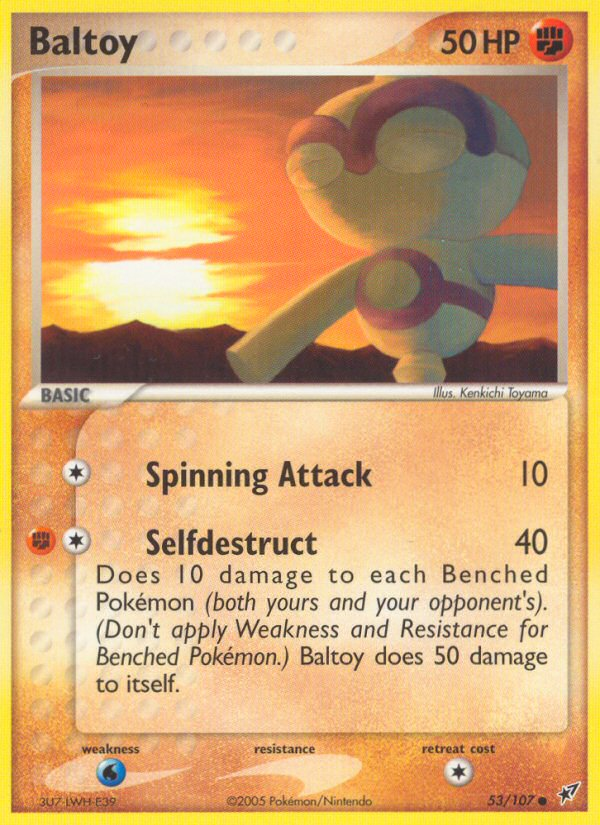 Baltoy 50 HP
BASIC
Illus. Kenkichi Toyama
Spinning Attack 10
Selfdestruct 40
Does 10 damage to each Benched
Pokémon (both yours and your opponent's).
(Don't apply Weakness and Resistance for
Benched Pokémon.) Baltoy does 50 damage
to itself.
weakness resistance retreat cost
3U7-LWH-E39 ©2005 Pokémon/Nintendo 53/107